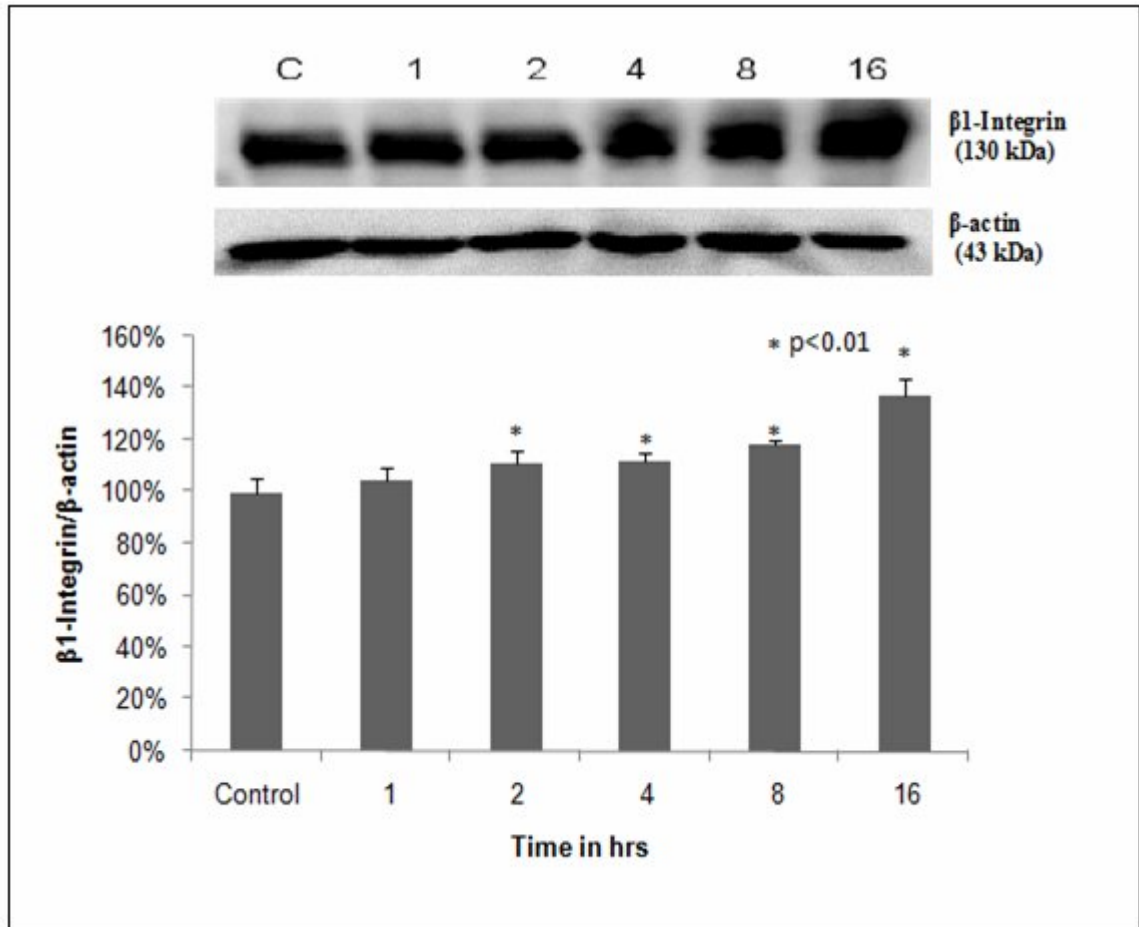 C 1 2 4 8 16
β1-Integrin
(130 kDa)
β-actin
(43 kDa)
160%
140%
120%
100%
80%
60%
40%
20%
0%
β1-Integrin/β-actin
* p<0.01
*
*
*
*
Control 1 2 4 8 16
Time in hrs